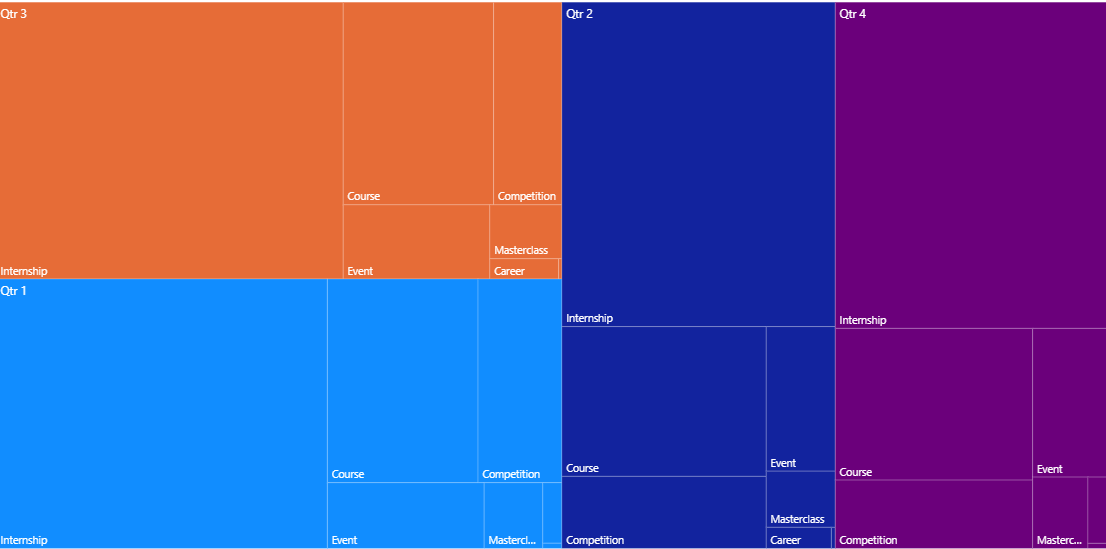 Qtr 3
Course
Competition
Masterclass
Internship
Event
Career
Qtr 1
Course
Competition
Internship
Event
Mastercl...
Qtr 2
Internship
Course
Event
Masterclass
Competition
Career
Qtr 4
Internship
Course
Event
Competition
Masterc...